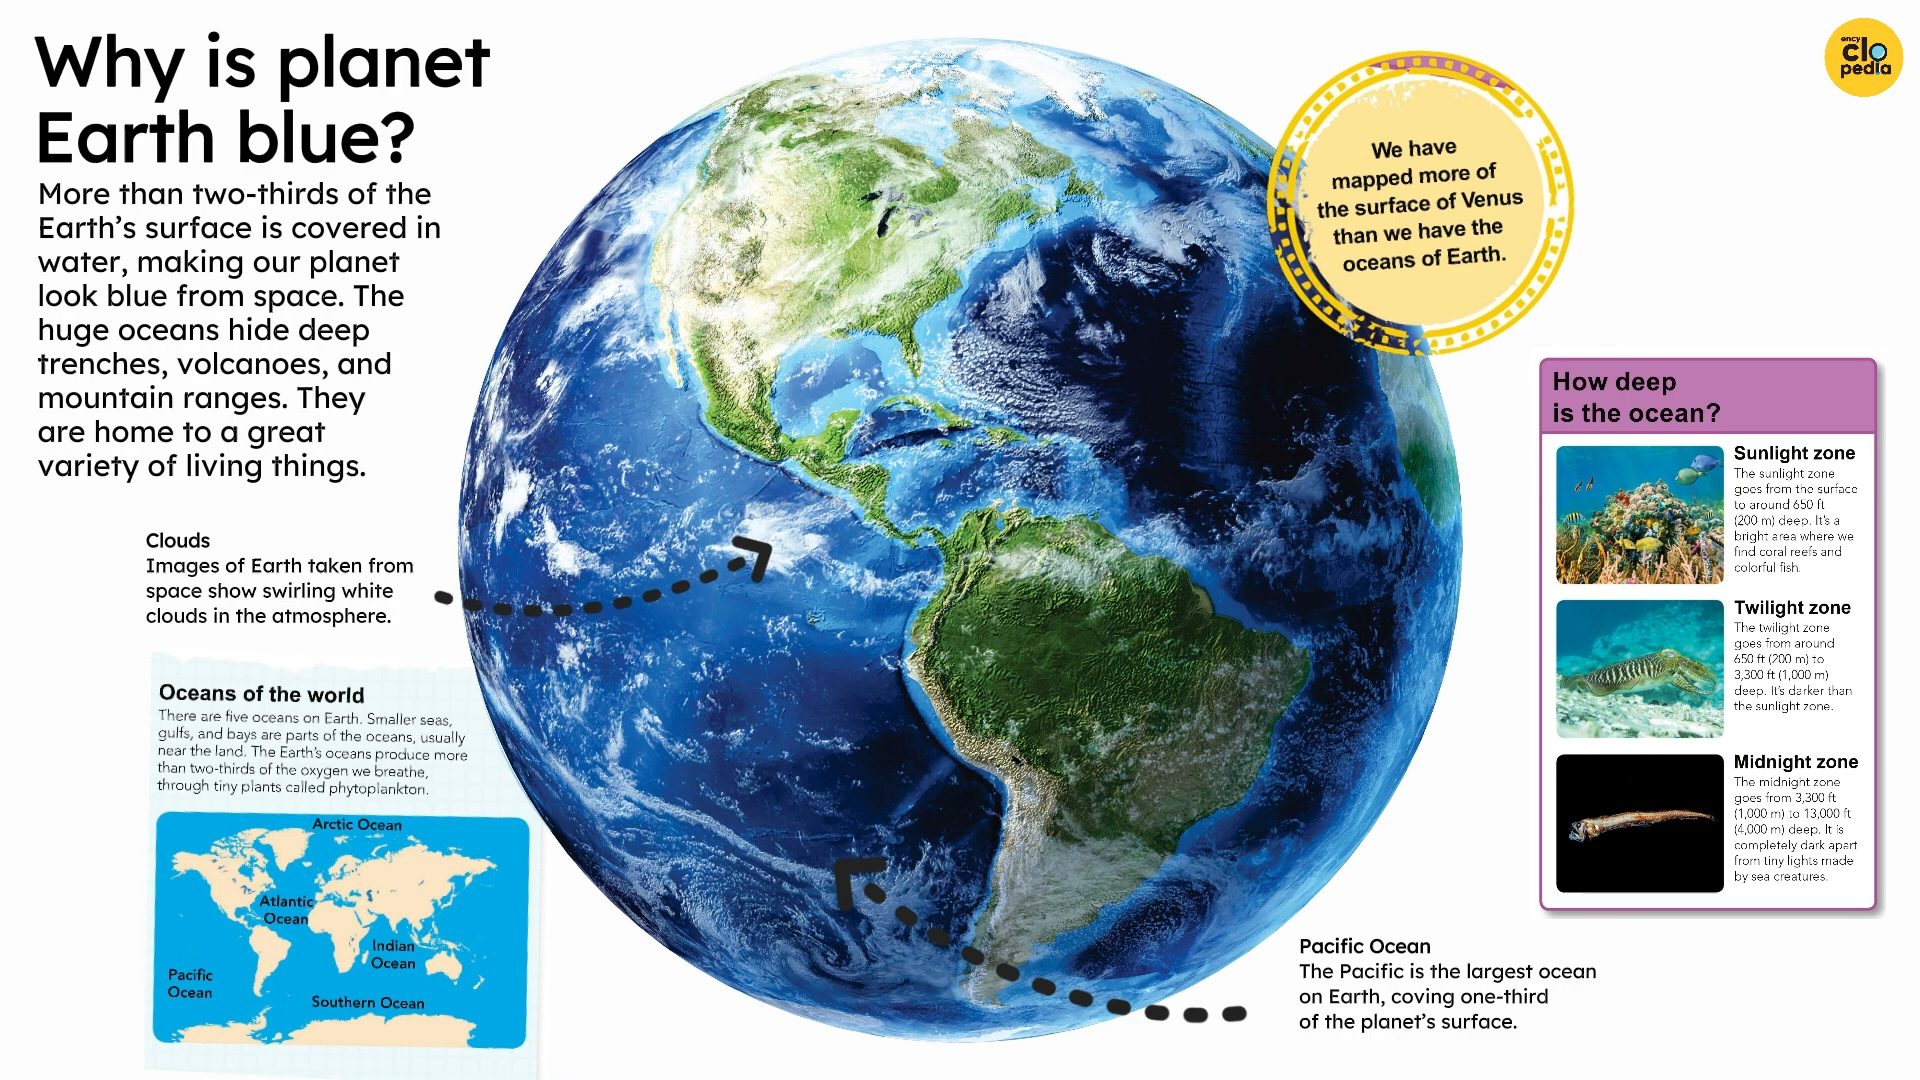 Why is planet
Earth blue?
More than two-thirds of the
Earth’s surface is covered in
water, making our planet
look blue from space. The
huge oceans hide deep
trenches, volcanoes, and
mountain ranges. They
are home to a great
variety of living things.
Clouds
Images of Earth taken from
space show swirling white
clouds in the atmosphere.
Oceans of the world
There are five oceans on Earth. Smaller seas,
gulfs, and bays are parts of the oceans, usually
near the land. The Earth’s oceans produce more
than two-thirds of the oxygen we breathe,
through tiny plants called phytoplankton.
Arctic Ocean
Atlantic
Ocean
Indian
Ocean
Pacific
Ocean
Southern Ocean
We have
mapped more of
the surface of Venus
than we have the
oceans of Earth.
ency
clo
pedia
How deep
is the ocean?
Sunlight zone
The sunlight zone
goes from the surface
to around 650 ft
(200 m) deep. It’s a
bright area where we
find coral reefs and
colorful fish.
Twilight zone
The twilight zone
goes from around
650 ft (200 m) to
3,300 ft (1,000 m)
deep. It’s darker than
the sunlight zone.
Midnight zone
The midnight zone
goes from 3,300 ft
(1,000 m) to 13,000 ft
(4,000 m) deep. It is
completely dark apart
from tiny lights made
by sea creatures.
Pacific Ocean
The Pacific is the largest ocean
on Earth, coving one-third
of the planet’s surface.